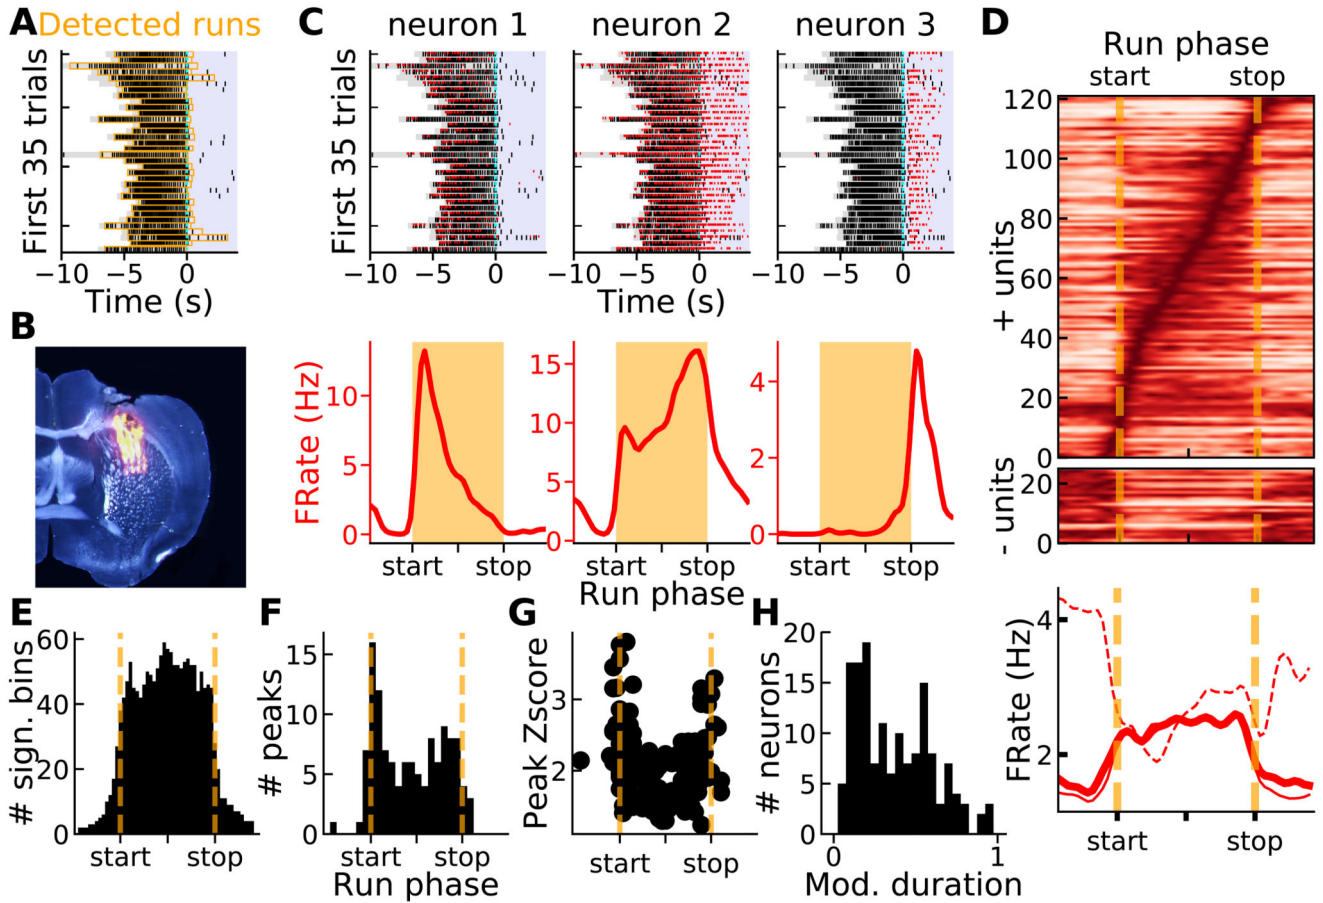 A Detected runs
First 35 trials
−10 −5 0
Time (s)
B
C neuron 1 neuron 2 neuron 3
First 35 trials
−10 −5 0 −10 −5 0 −10 −5 0
Time (s) Time (s) Time (s)
FRate (Hz)
10
5
0
15
10
5
0
4
2
0
start stop start stop start stop
Run phase
D
Run phase
start stop
+ units
120
100
80
60
40
20
0
- units
20
0
FRate (Hz)
4
2
start stop
E
# sign. bins
60
40
20
0
start stop
F
# peaks
15
10
5
0
start stop
Run phase
G
Peak Zscore
3
2
start stop
H
# neurons
20
15
10
5
0
0 1
Mod. duration